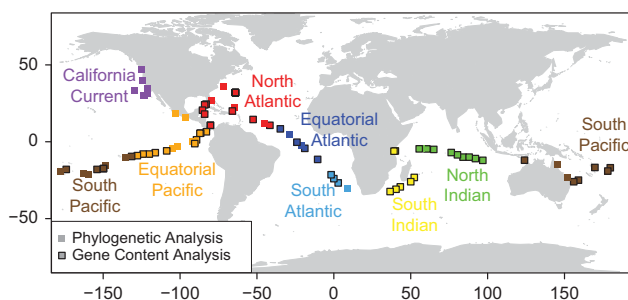 50
0
−50
California
Current
North
Atlantic
Equatorial
Atlantic
South
Pacific
South
Pacific
Equatorial
Pacific
South
Atlantic
South
Indian
North
Indian
Phylogenetic Analysis
Gene Content Analysis
−150 −100 −50 0 50 100 150